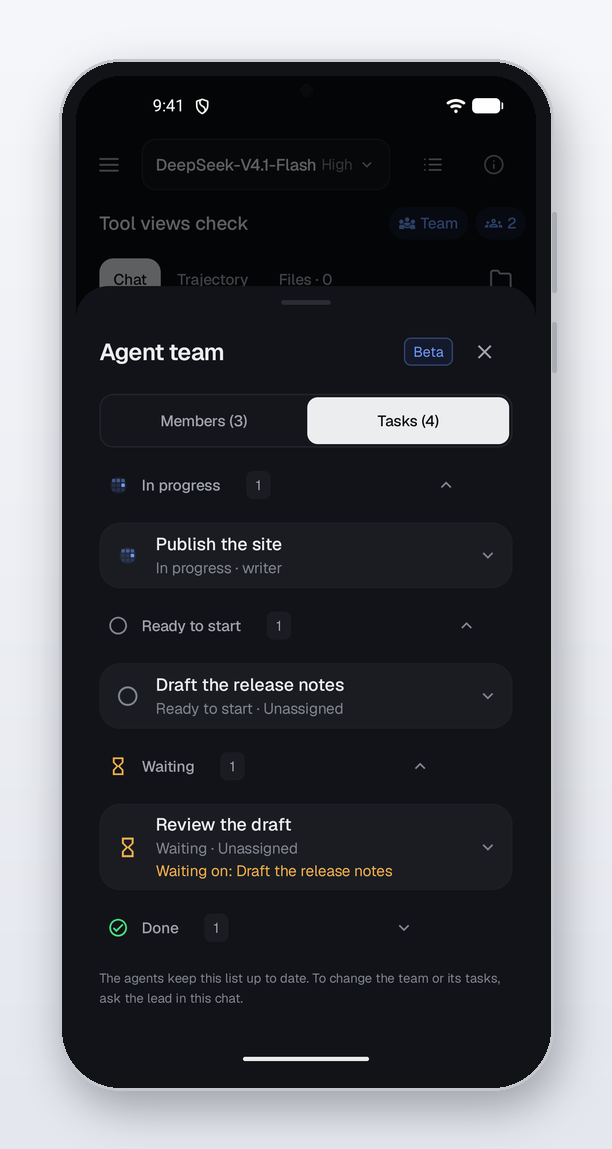 9:41
DeepSeek-V4.1-Flash High
Tool views check
Team
2
Chat
Trajectory
Files · 0
Agent team
Beta
Members (3)
Tasks (4)
In progress
1
Publish the site
In progress · writer
Ready to start
1
Draft the release notes
Ready to start · Unassigned
Waiting
1
Review the draft
Waiting · Unassigned
Waiting on: Draft the release notes
Done
1
The agents keep this list up to date. To change the team or its tasks,
ask the lead in this chat.